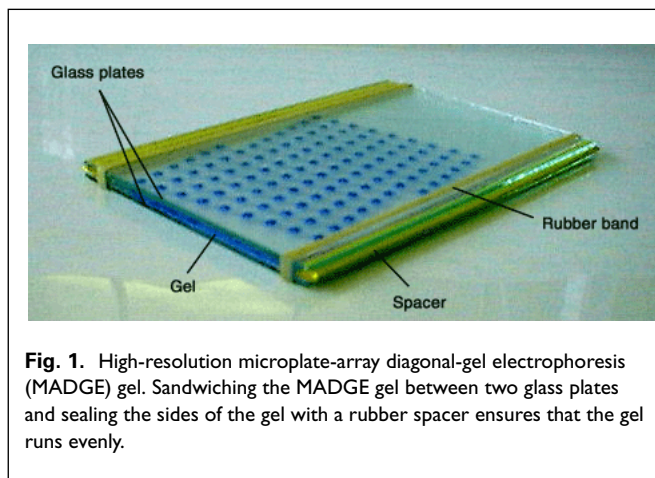 Glass plates
Rubber band
Gel
Spacer
Fig. 1. High-resolution microplate-array diagonal-gel electrophoresis
(MADGE) gel. Sandwiching the MADGE gel between two glass plates
and sealing the sides of the gel with a rubber spacer ensures that the gel
runs evenly.